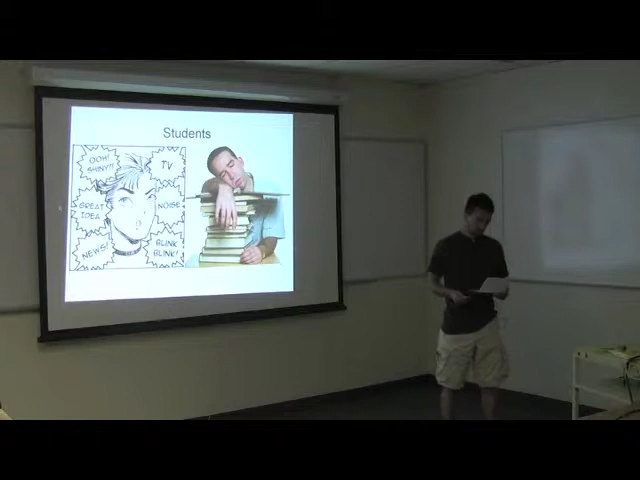 Students
OOH!
SHINY!!
TV
GREAT
IDEA
NOISE
NEWS!
BLINK
BLINK!